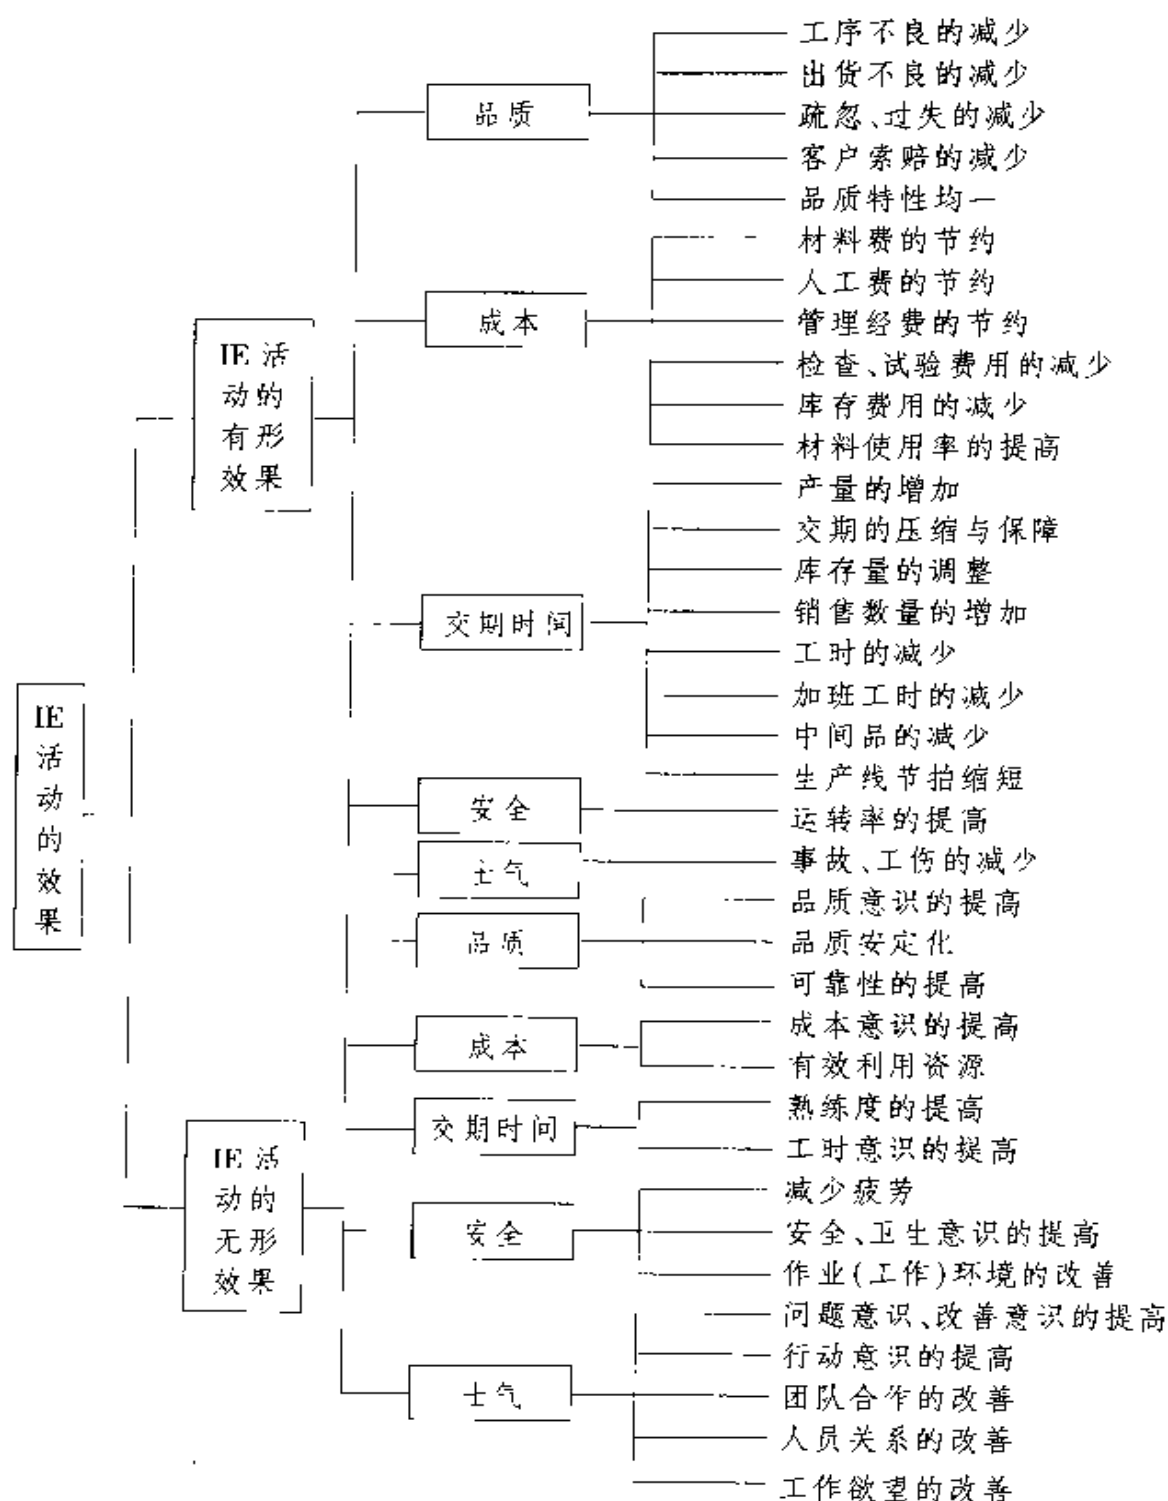 IE
活
动
的
效
果
IE活
动的
有形
效果
品质
工序不良的减少
出货不良的减少
疏忽、过失的减少
客户索赔的减少
品质特性均一
成本
材料费的节约
人工费的节约
管理经费的节约
检查、试验费用的减少
库存费用的减少
材料使用率的提高
交期时间
产量的增加
交期的压缩与保障
库存量的调整
销售数量的增加
工时的减少
加班工时的减少
中间品的减少
生产线节拍缩短
安全
运转率的提高
士气
事故、工伤的减少
IE活
动的
无形
效果
品质
品质意识的提高
品质安定化
可靠性的提高
成本
成本意识的提高
有效利用资源
交期时间
熟练度的提高
工时意识的提高
安全
减少疲劳
安全、卫生意识的提高
作业(工作)环境的改善
士气
问题意识、改善意识的提高
行动意识的提高
团队合作的改善
人员关系的改善
工作欲望的改善